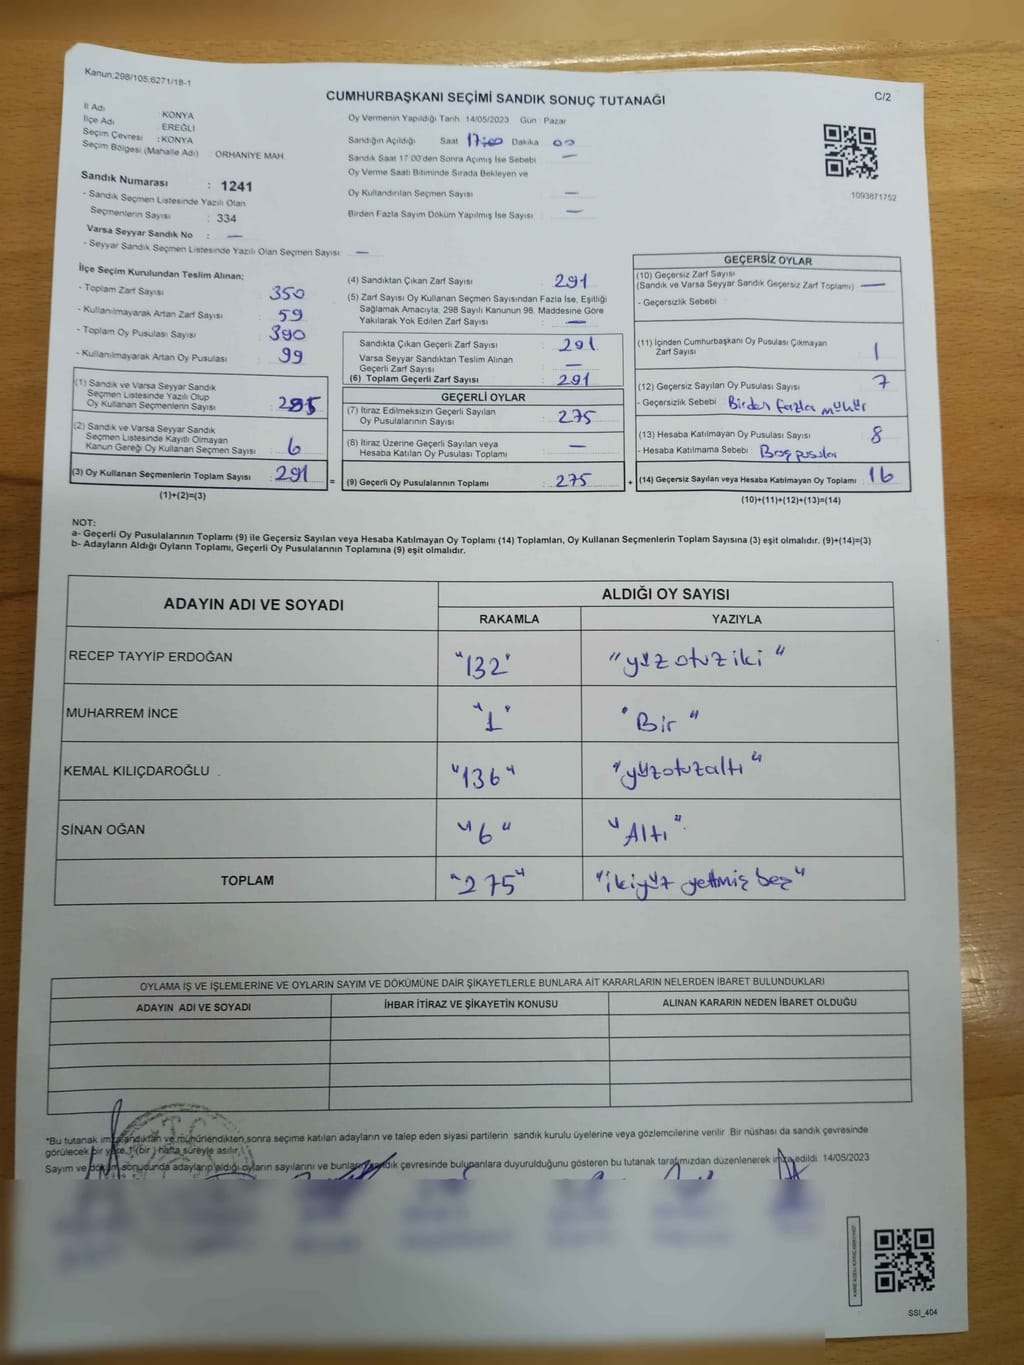 Kanun;298/105,6271/18-1
CUMHURBAŞKANI SEÇİMİ SANDIK SONUÇ TUTANAĞI
C/2
İl Adı : KONYA
İlçe Adı : EREĞLİ
Seçim Çevresi : KONYA
Seçim Bölgesi (Mahalle Adı) ORHANİYE MAH
Sandık Numarası : 1241
- Sandık Seçmen Listesinde Yazılı Olan
Seçmenlerin Sayısı : 334
Varsa Seyyar Sandık No : —
- Seyyar Sandık Seçmen Listesinde Yazılı Olan Seçmen Sayısı —
Oy Vermenin Yapıldığı Tarih 14/05/2023 Gün : Pazar
Sandığın Açıldığı Saat 17:00 Dakika 00
Sandık Saat 17.00'den Sonra Açımış İse Sebebi —
Oy Verme Saati Bitiminde Sırada Bekleyen ve
Oy Kullandırılan Seçmen Sayısı —
Birden Fazla Sayım Döküm Yapılmış İse Sayısı —
1093871752
İlçe Seçim Kurulundan Teslim Alınan;
- Toplam Zarf Sayısı 350
- Kullanılmayarak Artan Zarf Sayısı 59
- Toplam Oy Pusulası Sayısı 390
- Kullanılmayarak Artan Oy Pusulası 99
(1) Sandık ve Varsa Seyyar Sandık
Seçmen Listesinde Yazılı Olup
Oy Kullanan Seçmenlerin Sayısı 285
(2) Sandık ve Varsa Seyyar Sandık
Seçmen Listesinde Kayıtlı Olmayan
Kanun Gereği Oy Kullanan Seçmen Sayısı 6
(3) Oy Kullanan Seçmenlerin Toplam Sayısı 291 =
(1)+(2)=(3)
(4) Sandıktan Çıkan Zarf Sayısı 291
(5) Zarf Sayısı Oy Kullanan Seçmen Sayısından Fazla İse, Eşitliği
Sağlamak Amacıyla, 298 Sayılı Kanunun 98. Maddesine Göre
Yakılarak Yok Edilen Zarf Sayısı —
Sandıkta Çıkan Geçerli Zarf Sayısı 291
Varsa Seyyar Sandıktan Teslim Alınan
Geçerli Zarf Sayısı —
(6) Toplam Geçerli Zarf Sayısı 291
GEÇERLİ OYLAR
(7) İtiraz Edilmeksizin Geçerli Sayılan
Oy Pusulasının Sayısı 275
(8) İtiraz Üzerine Geçerli Sayılan veya
Hesaba Katılan Oy Pusulası Toplamı —
(9) Geçerli Oy Pusulalarının Toplamı 275 +
GEÇERSİZ OYLAR
(10) Geçersiz Zarf Sayısı
(Sandık ve Varsa Seyyar Sandık Geçersiz Zarf Toplamı) —
- Geçersizlik Sebebi
(11) İçinden Cumhurbaşkanı Oy Pusulası Çıkmayan
Zarf Sayısı 1
(12) Geçersiz Sayılan Oy Pusulası Sayısı 7
- Geçersizlik Sebebi Birden fazla mühür
(13) Hesaba Katılmayan Oy Pusulası Sayısı 8
- Hesaba Katılmama Sebebi
(14) Geçersiz Sayılan veya Hesaba Katılmayan Oy Toplamı 16
(10)+(11)+(12)+(13)=(14)
NOT:
a- Geçerli Oy Pusulalarının Toplamı (9) ile Geçersiz Sayılan veya Hesaba Katılmayan Oy Toplamı (14) Toplamları, Oy Kullanan Seçmenlerin Toplam Sayısına (3) eşit olmalıdır. (9)+(14)=(3)
b- Adayların Aldığı Oyların Toplamı, Geçerli Oy Pusulalarının Toplamına (9) eşit olmalıdır.
ADAYIN ADI VE SOYADI
ALDIĞI OY SAYISI
RAKAMLA YAZIYLA
RECEP TAYYİP ERDOĞAN "132" "yüzotuziki"
MUHARREM İNCE "1" "Bir"
KEMAL KILIÇDAROĞLU "136" "yüzotuzaltı"
SİNAN OĞAN "6" "Altı"
TOPLAM "275" "ikiyüz yetmiş beş"
OYLAMA İŞ VE İŞLEMLERİNE VE OYLARIN SAYIM VE DÖKÜMÜNE DAİR ŞİKAYETLERLE BUNLARA AİT KARARLARIN NELERDEN İBARET BULUNDUKLARI
ADAYIN ADI VE SOYADI İHBAR İTİRAZ VE ŞİKAYETİN KONUSU ALINAN KARARIN NEDEN İBARET OLDUĞU
*Bu tutanak imzalandıktan ve mühürlendikten sonra seçime katılan adayların ve talep eden siyasi partilerin sandık kurulu üyelerine veya gözlemcilerine verilir Bir nüshası da sandık çevresinde
görülecek bir yere 1 (bir) hafta süreyle asılır.
Sayım ve döküm sonucunda adayların aldığı oyların sayılarını ve bunların sandık çevresinde bulunanlara duyurulduğunu gösteren bu tutanak tarafımızdan düzenlenerek imza edildi. 14/05/2023
SSI_404